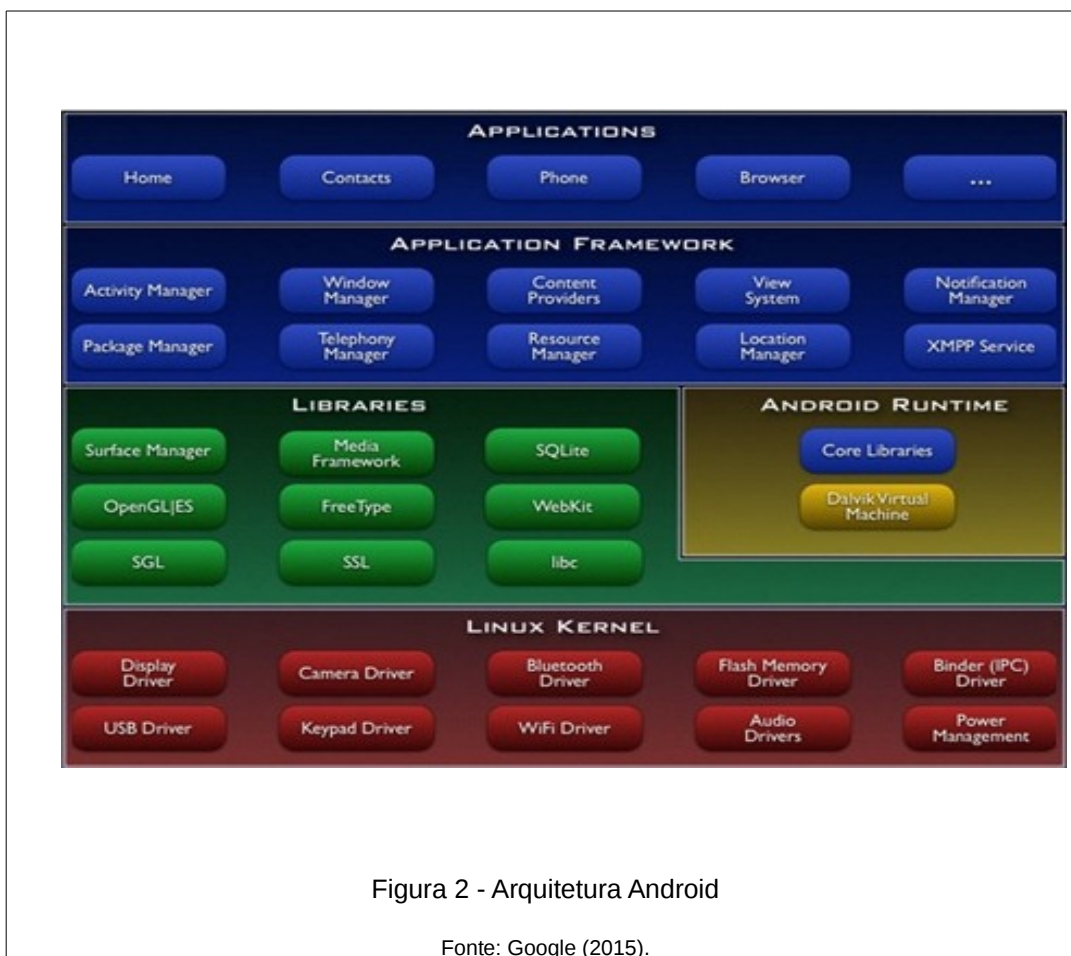 APPLICATIONS
Home Contacts Phone Browser ...
APPLICATION FRAMEWORK
Activity Manager Window Manager Content Providers View System Notification Manager
Package Manager Telephony Manager Resource Manager Location Manager XMPP Service
LIBRARIES
Surface Manager Media Framework SQLite
OpenGL|ES FreeType WebKit
SGL SSL libc
ANDROID RUNTIME
Core Libraries
Dalvik Virtual Machine
LINUX KERNEL
Display Driver Camera Driver Bluetooth Driver Flash Memory Driver Binder (IPC) Driver
USB Driver Keypad Driver WiFi Driver Audio Drivers Power Management
Figura 2 - Arquitetura Android
Fonte: Google (2015).